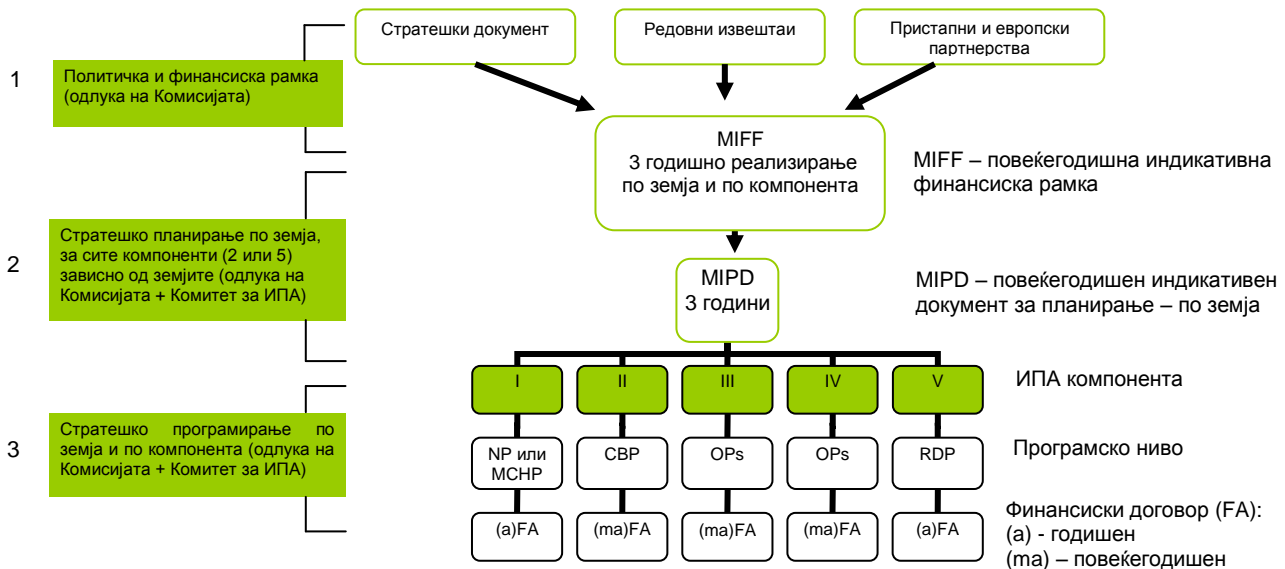 Стратешки документ
Редовни извештаи
Пристапни и европски
партнерства
1
Политичка и финансиска рамка
(одлука на Комисијата)
MIFF
3 годишно реализирање
по земја и по компонента
MIFF – повеќегодишна индикативна
финансиска рамка
2
Стратешко планирање по земја,
за сите компоненти (2 или 5)
зависно од земјите (одлука на
Комисијата + Комитет за ИПА)
MIPD
3 години
MIPD – повеќегодишен индикативен
документ за планирање – по земја
I
II
III
IV
V
ИПА компонента
3
Стратешко програмирање по
земја и по компонента (одлука на
Комисијата + Комитет за ИПА)
NP или
MCHP
CBP
OPs
OPs
RDP
Програмско ниво
(a)FA
(ma)FA
(ma)FA
(ma)FA
(a)FA
Финансиски договор (FA):
(a) - годишен
(ma) – повеќегодишен